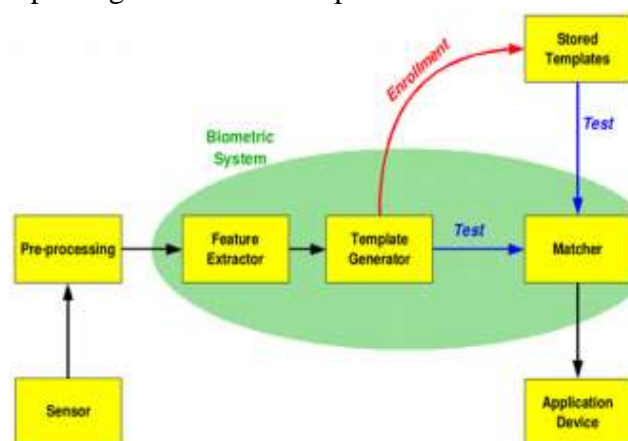 Stored
Templates
Enrollment
Test
Biometric
System
Pre-processing
Feature
Extractor
Template
Generator
Test
Matcher
Sensor
Application
Device